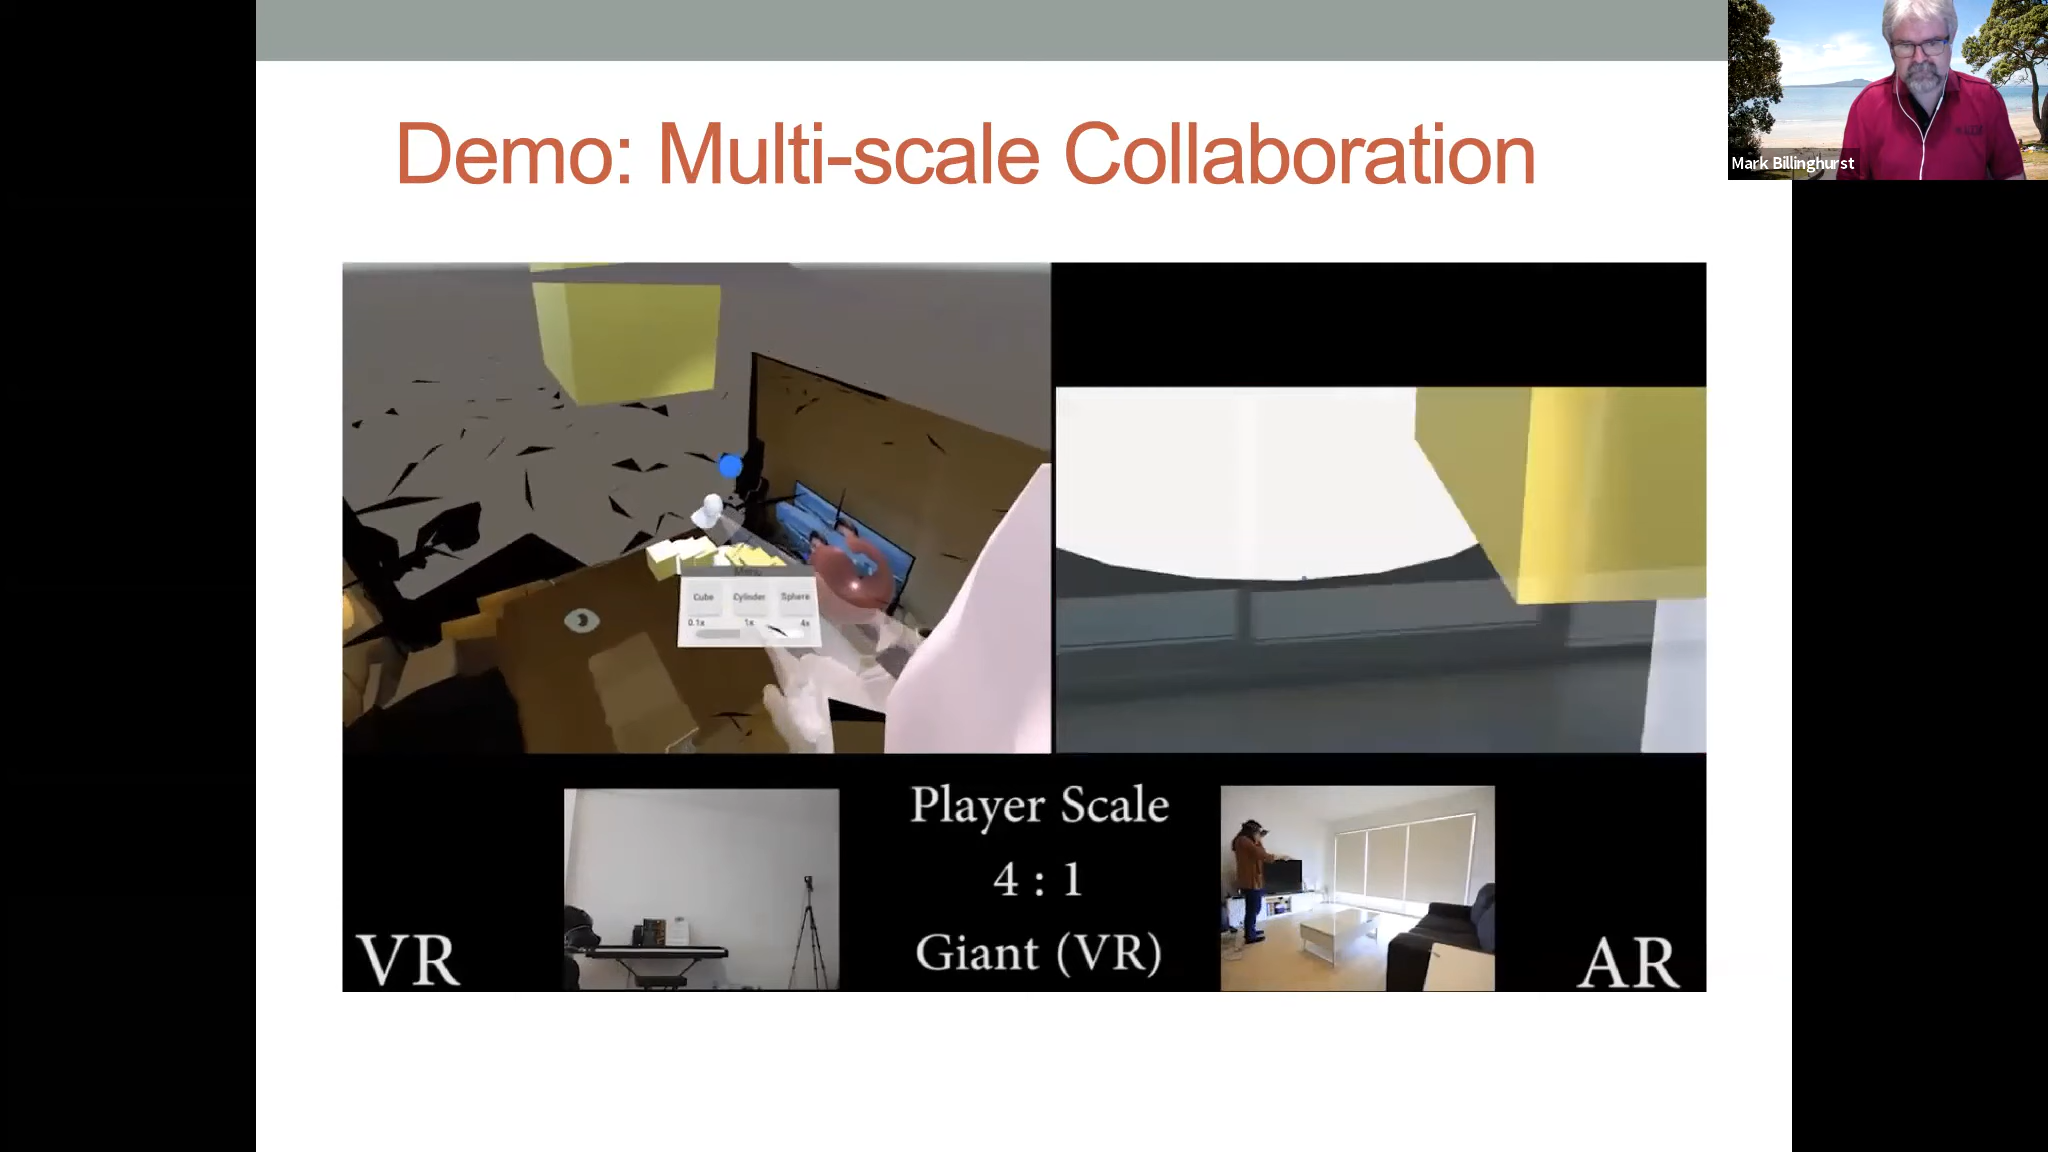 Demo: Multi-scale Collaboration
Mark Billinghurst
Menu
Cube Cylinder Sphere
0.1x 1x 4x
Player Scale
4 : 1
Giant (VR)
VR
AR